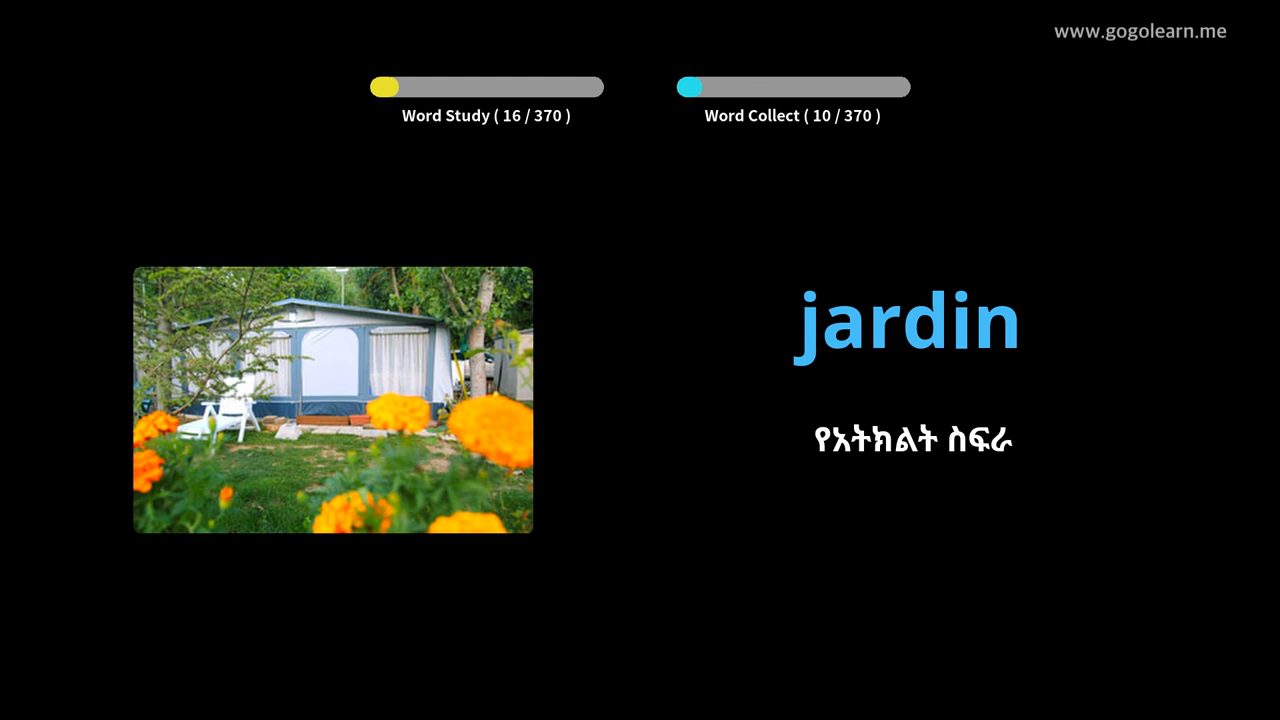 www.gogolearn.me
Word Study ( 16 / 370 )
Word Collect ( 10 / 370 )
jardin
የአትክልት ስፍራ